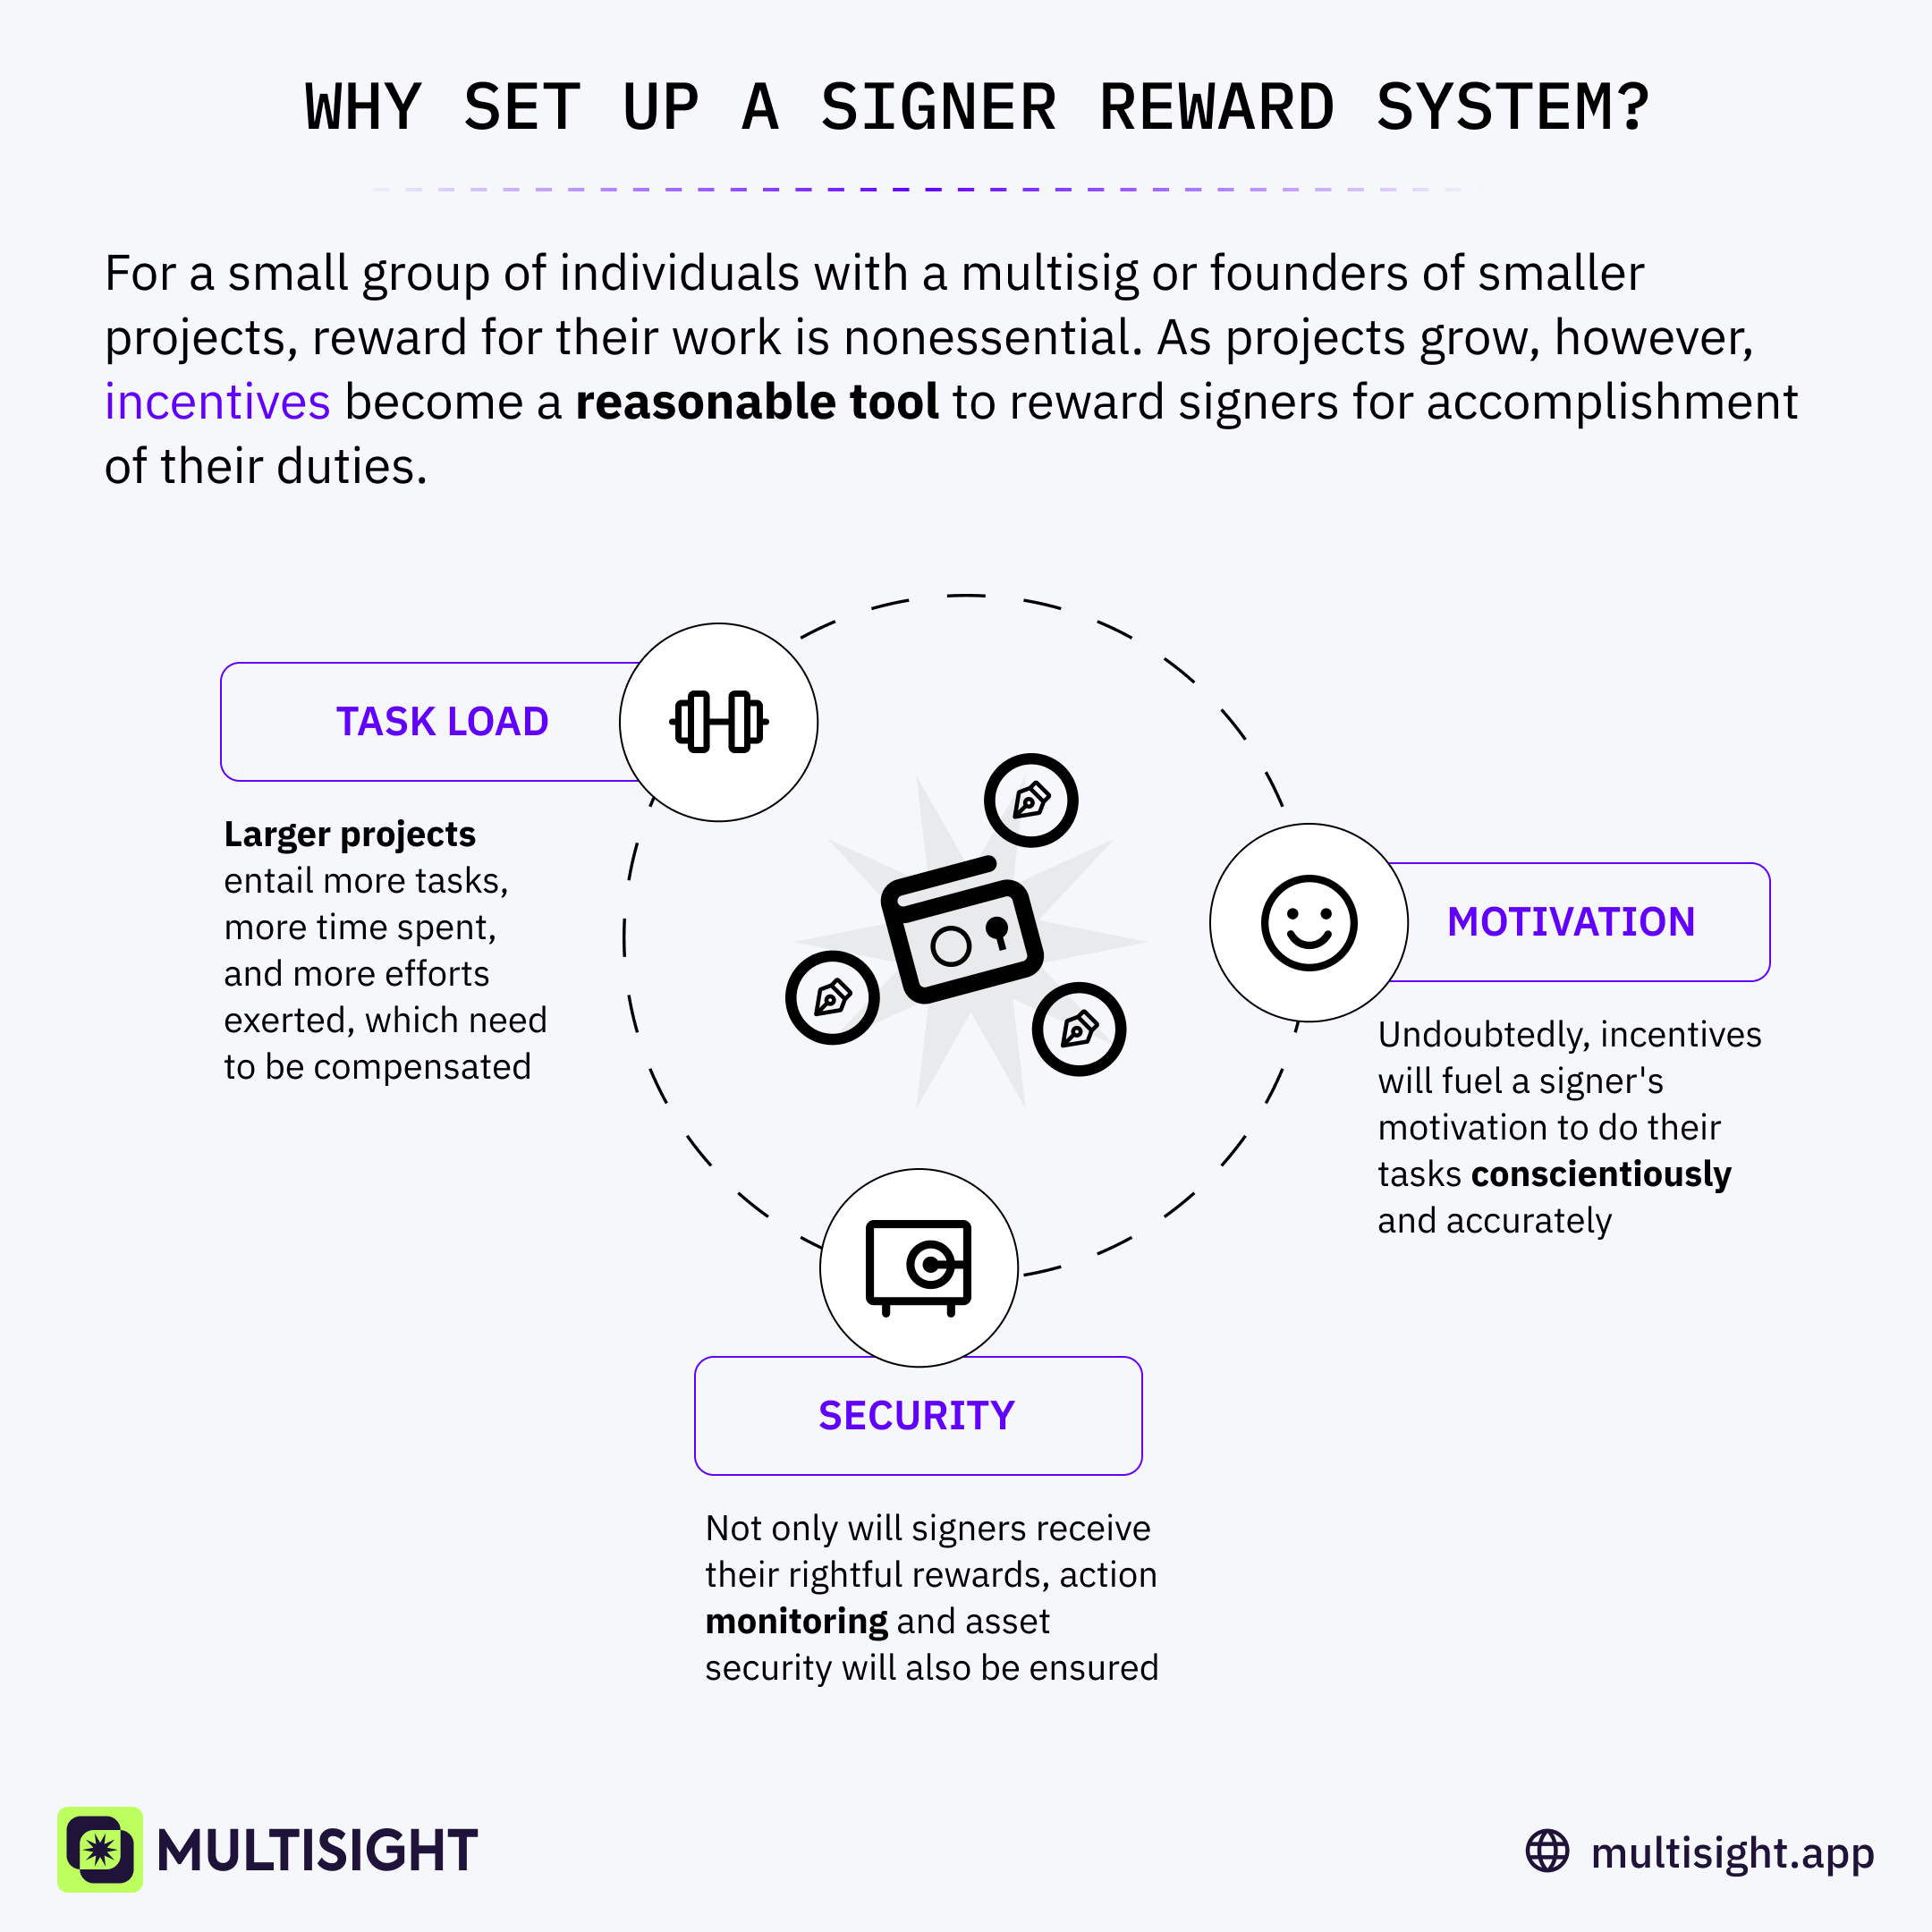 WHY SET UP A SIGNER REWARD SYSTEM?
For a small group of individuals with a multisig or founders of smaller
projects, reward for their work is nonessential. As projects grow, however,
incentives become a reasonable tool to reward signers for accomplishment
of their duties.
TASK LOAD
Larger projects
entail more tasks,
more time spent,
and more efforts
exerted, which need
to be compensated
MOTIVATION
Undoubtedly, incentives
will fuel a signer's
motivation to do their
tasks conscientiously
and accurately
SECURITY
Not only will signers receive
their rightful rewards, action
monitoring and asset
security will also be ensured
MULTISIGHT
multisight.app